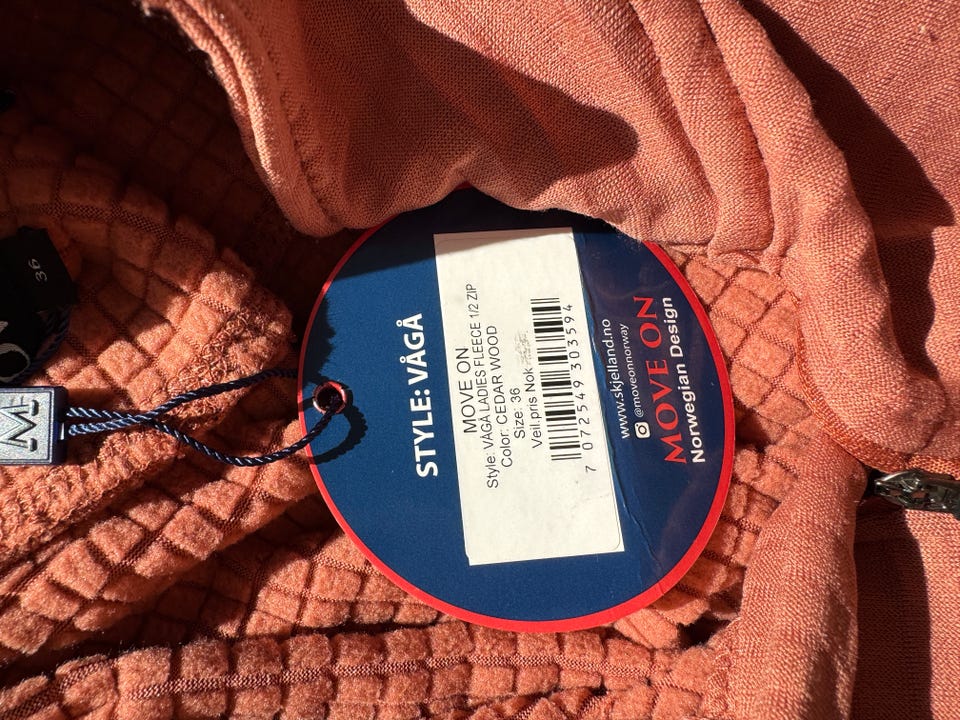 STYLE: VÅGÅ
MOVE ON
Style: VÅGÅ LADIES FLEECE 1/2 ZIP
Color: CEDAR WOOD
Size: 36
Veil.pris Nok
7 072549 303594
www.skjelland.no
@moveonnorway
MOVE ON
Norwegian Design
36